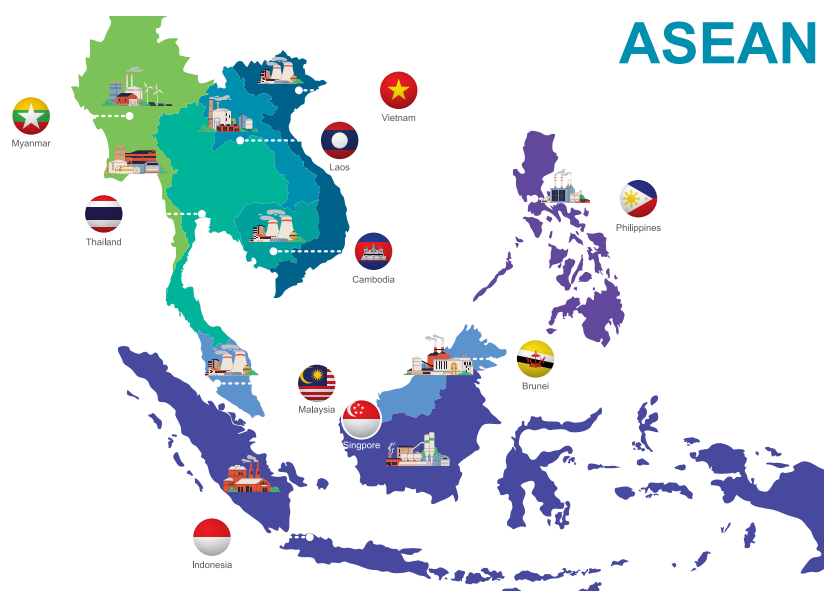 ASEAN
Vietnam
Myanmar
Laos
Philippines
Thailand
Cambodia
Brunei
Malaysia
Singpore
Indonesia